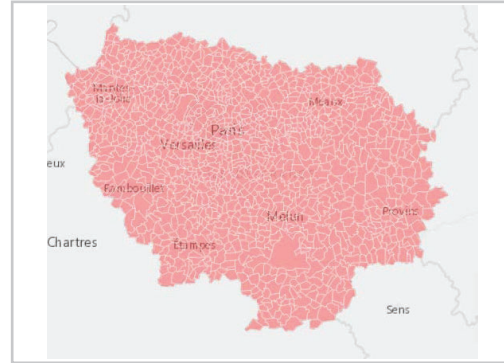 Mantes-
la-Jolie
Meaux
Paris
Versailles
eux
Rambouillet
Melun
Provins
Chartres
Étampes
Sens